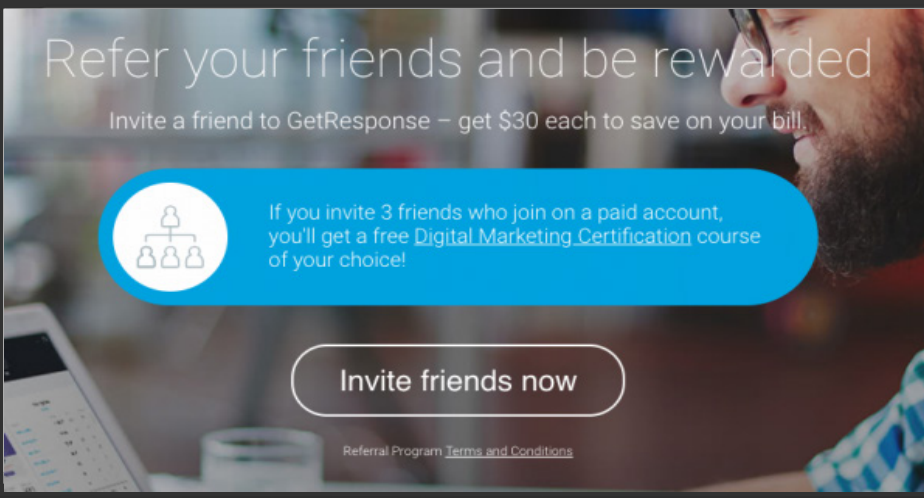 Refer your friends and be rewarded
Invite a friend to GetResponse – get $30 each to save on your bill.
If you invite 3 friends who join on a paid account,
you'll get a free Digital Marketing Certification course
of your choice!
Invite friends now
Referral Program Terms and Conditions